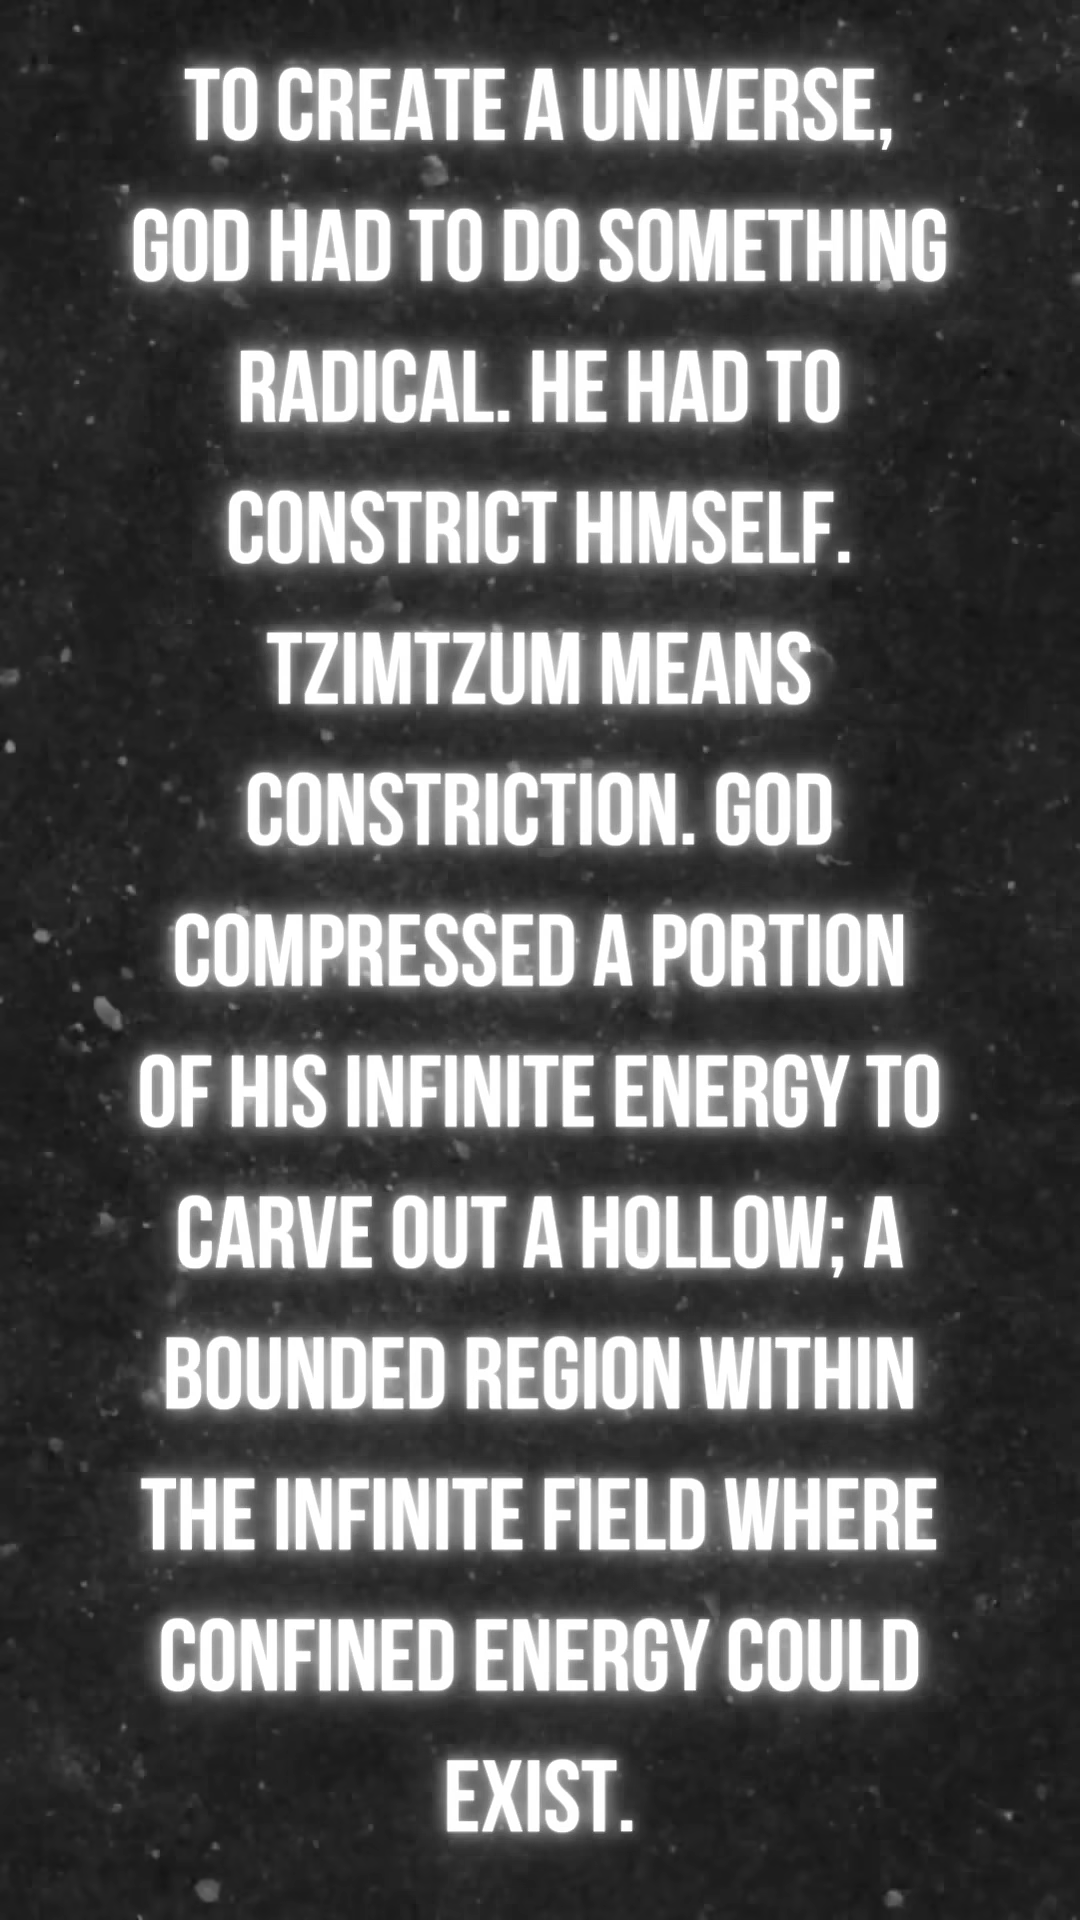 TO CREATE A UNIVERSE,
GOD HAD TO DO SOMETHING
RADICAL. HE HAD TO
CONSTRICT HIMSELF.
TZIMTZUM MEANS
CONSTRICTION. GOD
COMPRESSED A PORTION
OF HIS INFINITE ENERGY TO
CARVE OUT A HOLLOW; A
BOUNDED REGION WITHIN
THE INFINITE FIELD WHERE
CONFINED ENERGY COULD
EXIST.